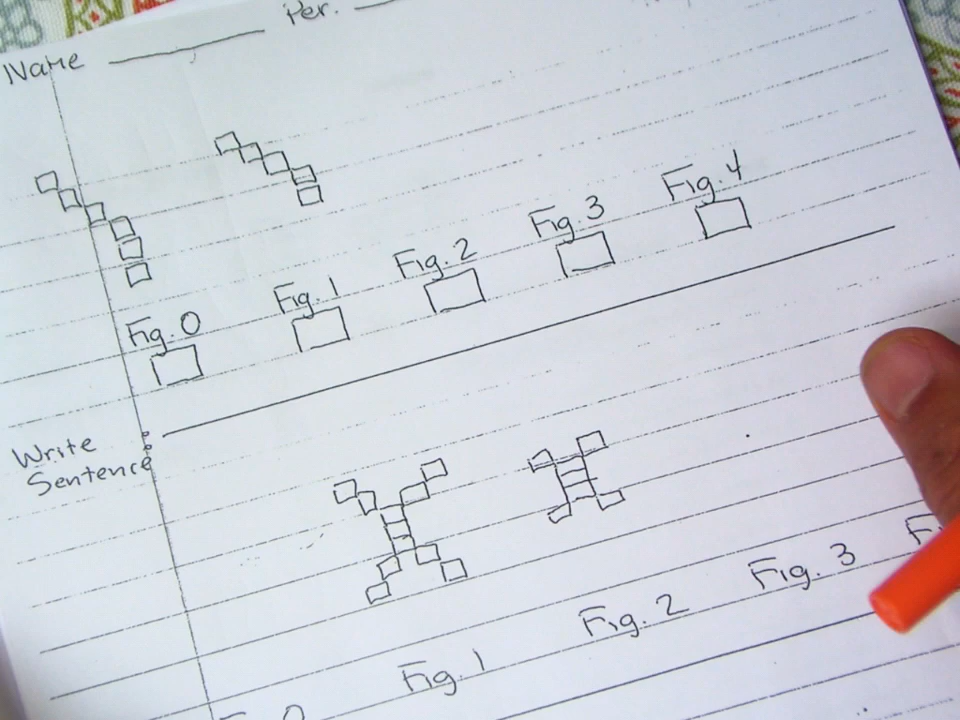 Name Per.
Fig. 0 Fig. 1 Fig. 2 Fig. 3 Fig. 4
Write
Sentence
Fig. 1 Fig. 2 Fig. 3